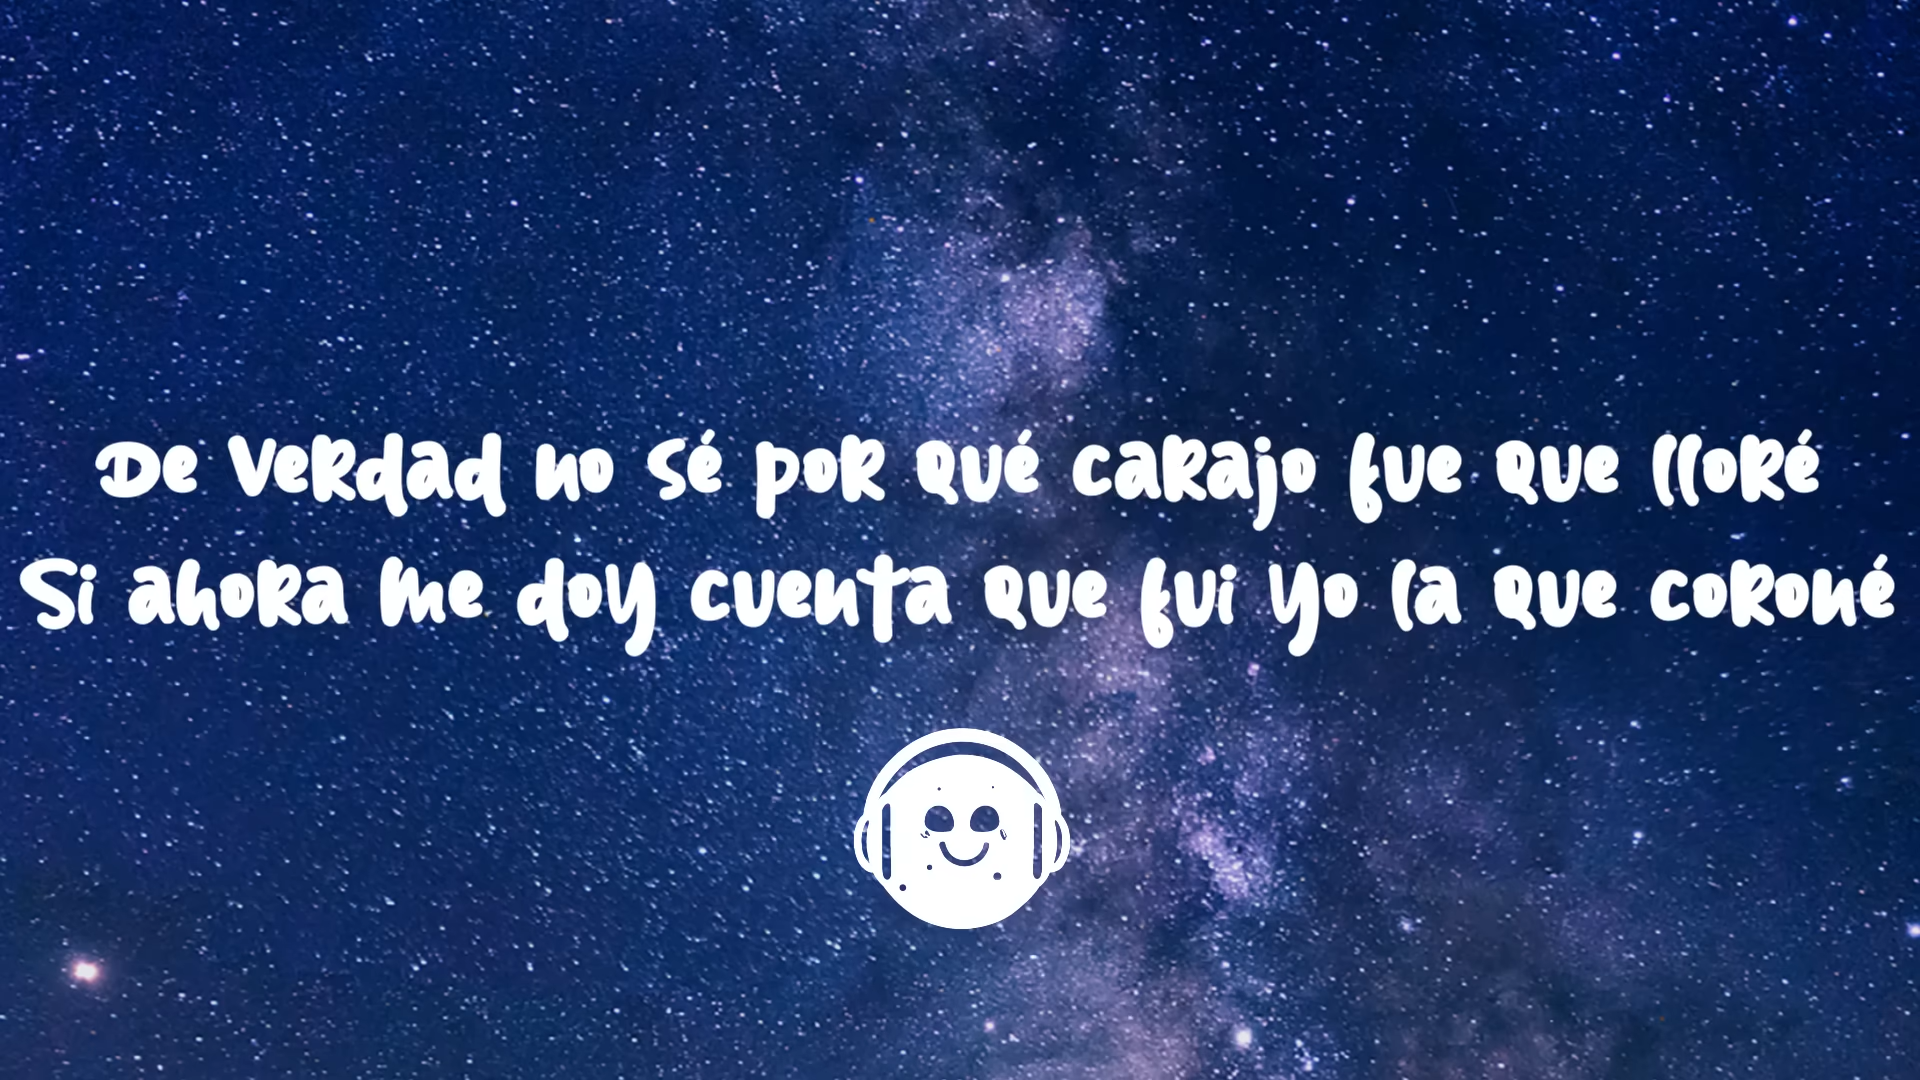 De verdad no sé por qué carajo fue que lloré
Si ahora me doy cuenta que fui yo la que coroné